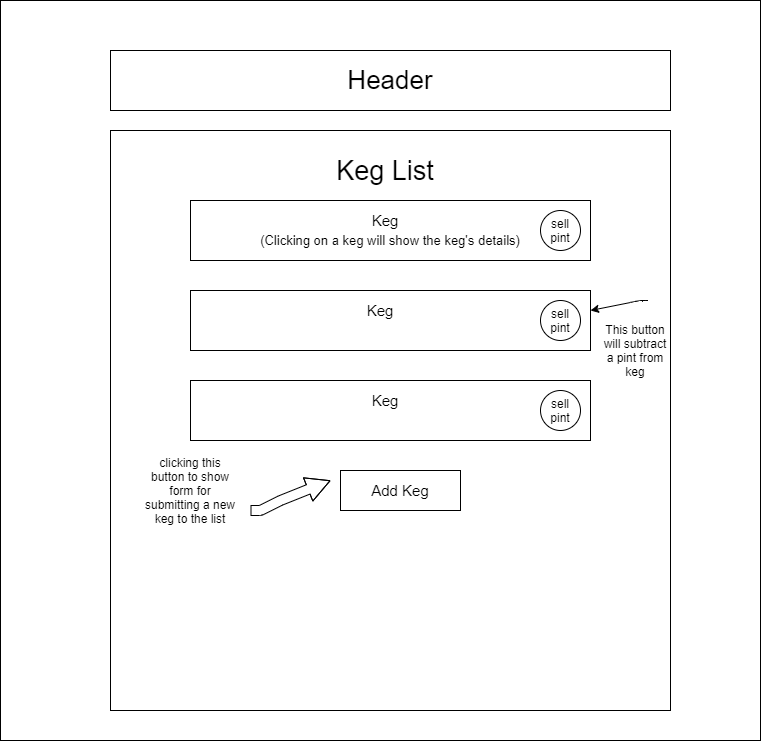 Header
Keg List
Keg
(Clicking on a keg will show the keg's details)
sell
pint
Keg
sell
pint
This button
will subtract
a pint from
keg
Keg
sell
pint
clicking this
button to show
form for
submitting a new
keg to the list
Add Keg